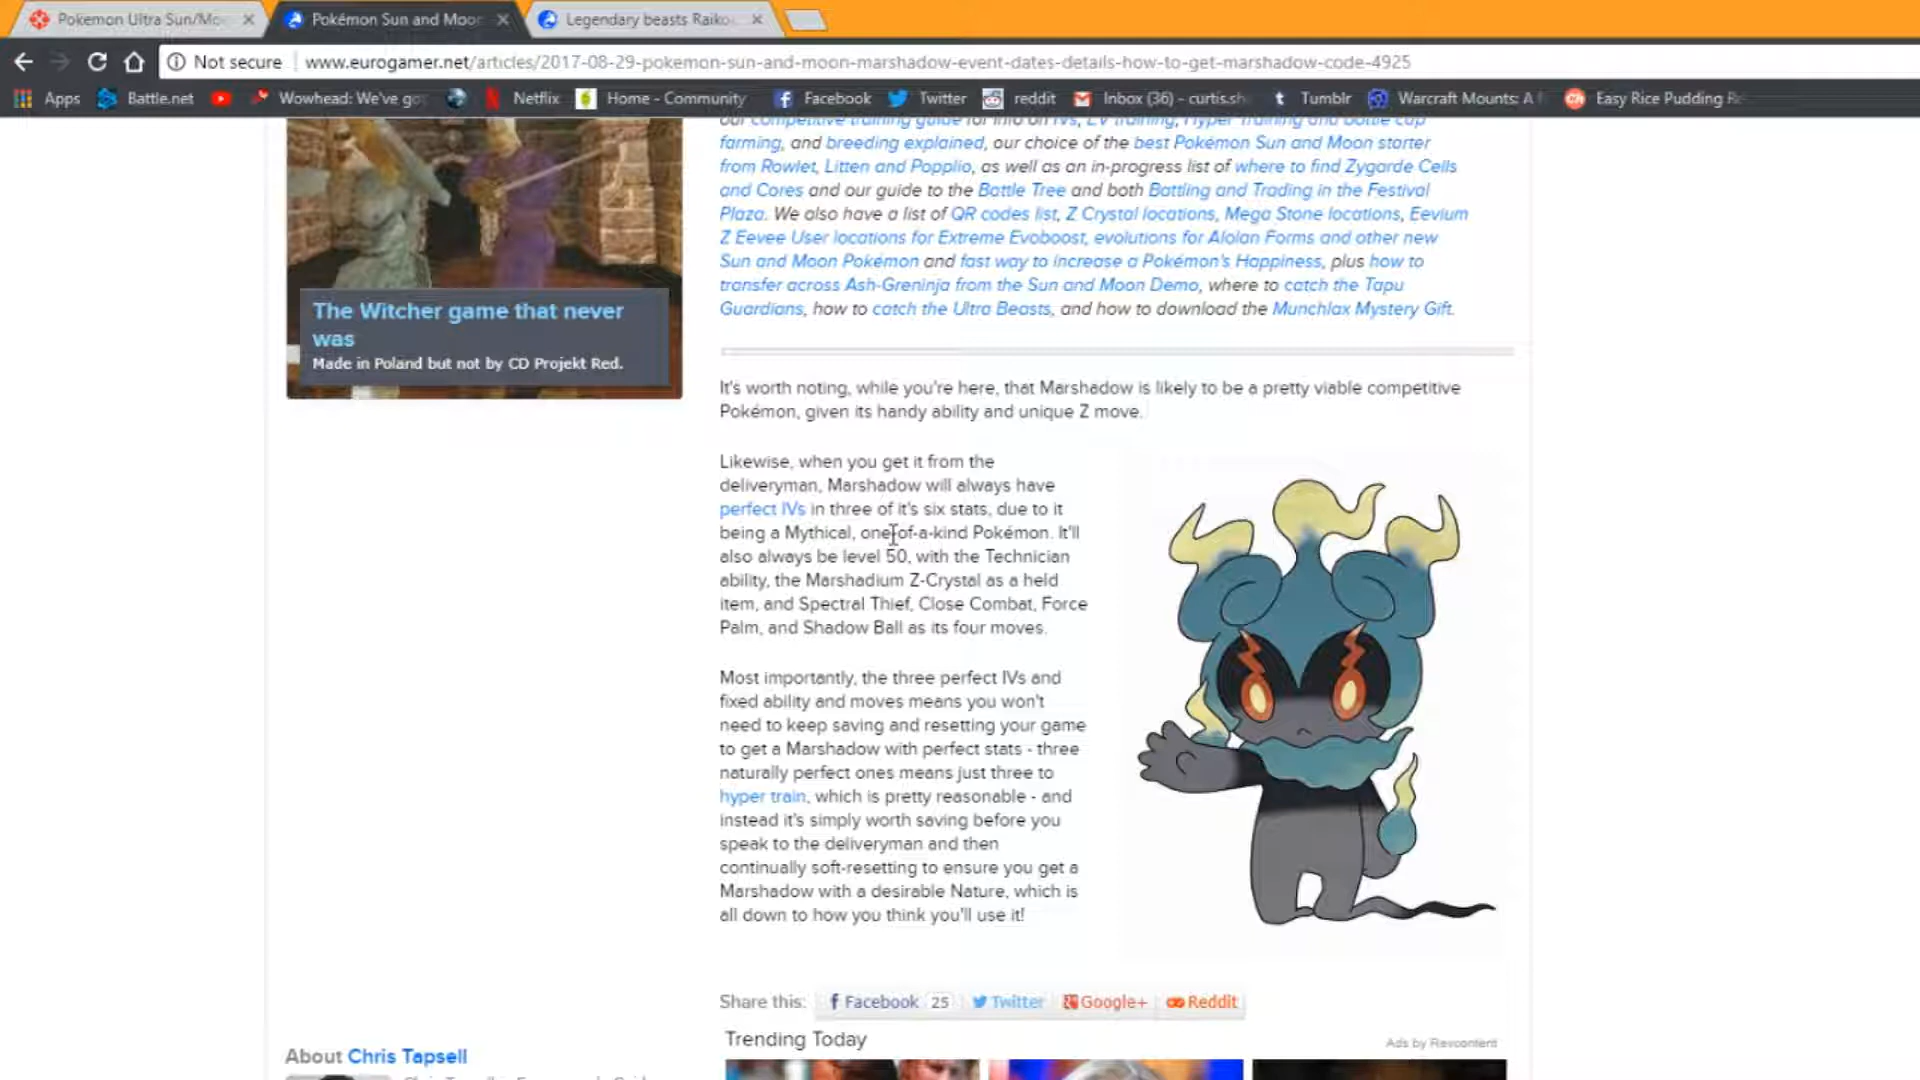 Pokemon Ultra Sun/Mo
Pokémon Sun and Moon
Legendary beasts Raiko
Not secure
www.eurogamer.net/articles/2017-08-29-pokemon-sun-and-moon-marshadow-event-dates-details-how-to-get-marshadow-code-4925
Apps
Battle.net
Wowhead: We've go
Netflix
Home - Community
Facebook
Twitter
reddit
Inbox (36) - curtis.sh
Tumblr
Warcraft Mounts: A
Easy Rice Pudding Re
our competitive training guide for info on IVs, EV training, Hyper Training and bottle cap
farming, and breeding explained, our choice of the best Pokémon Sun and Moon starter
from Rowlet, Litten and Popplio, as well as an in-progress list of where to find Zygarde Cells
and Cores and our guide to the Battle Tree and both Battling and Trading in the Festival
Plaza. We also have a list of QR codes list, Z Crystal locations, Mega Stone locations, Eevium
Z Eevee User locations for Extreme Evoboost, evolutions for Alolan Forms and other new
Sun and Moon Pokémon and fast way to increase a Pokémon's Happiness, plus how to
transfer across Ash-Greninja from the Sun and Moon Demo, where to catch the Tapu
Guardians, how to catch the Ultra Beasts, and how to download the Munchlax Mystery Gift.
The Witcher game that never
was
Made in Poland but not by CD Projekt Red.
It's worth noting, while you're here, that Marshadow is likely to be a pretty viable competitive
Pokémon, given its handy ability and unique Z move.
Likewise, when you get it from the
deliveryman, Marshadow will always have
perfect IVs in three of it's six stats, due to it
being a Mythical, one-of-a-kind Pokémon. It'll
also always be level 50, with the Technician
ability, the Marshadium Z-Crystal as a held
item, and Spectral Thief, Close Combat, Force
Palm, and Shadow Ball as its four moves.
Most importantly, the three perfect IVs and
fixed ability and moves means you won't
need to keep saving and resetting your game
to get a Marshadow with perfect stats - three
naturally perfect ones means just three to
hyper train, which is pretty reasonable - and
instead it's simply worth saving before you
speak to the deliveryman and then
continually soft-resetting to ensure you get a
Marshadow with a desirable Nature, which is
all down to how you think you'll use it!
Share this:
Facebook 25
Twitter
Google+
Reddit
Trending Today
Ads by Revcontent
About Chris Tapsell